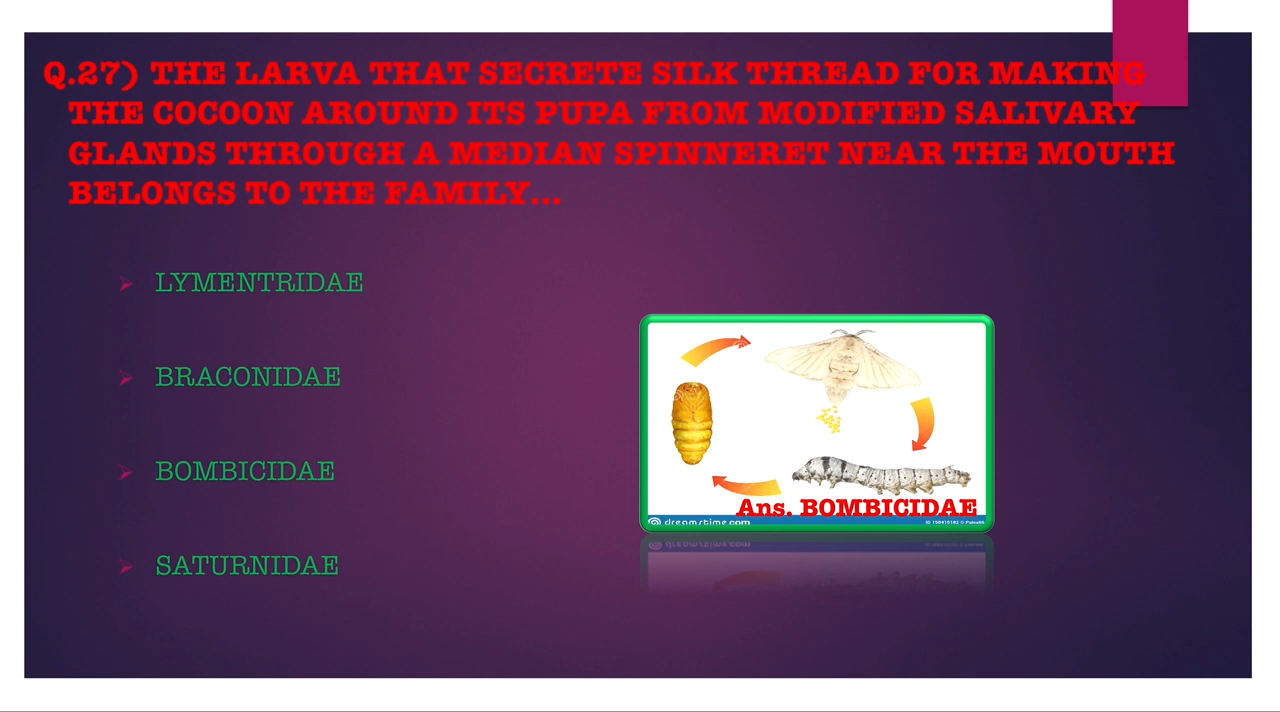 Q.27) THE LARVA THAT SECRETE SILK THREAD FOR MAKING
THE COCOON AROUND ITS PUPA FROM MODIFIED SALIVARY
GLANDS THROUGH A MEDIAN SPINNERET NEAR THE MOUTH
BELONGS TO THE FAMILY...
LYMENTRIDAE
BRACONIDAE
BOMBICIDAE
SATURNIDAE
Ans. BOMBICIDAE
dreamstime.com